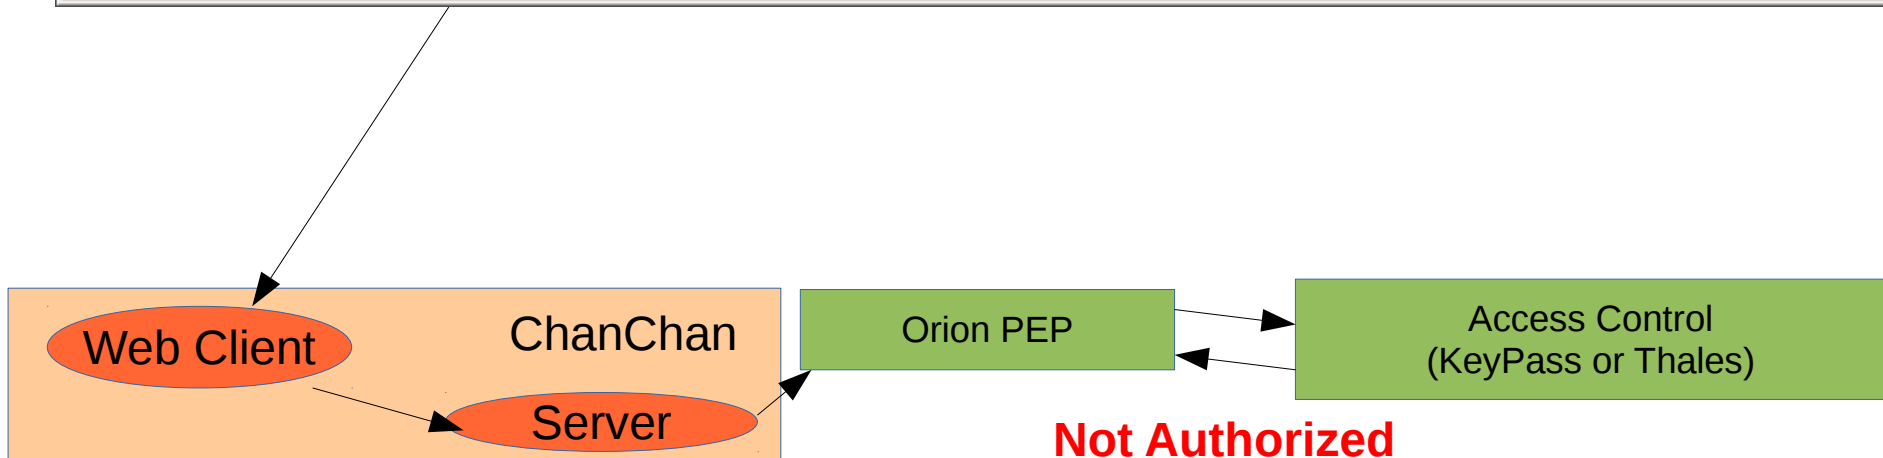 Web Client
ChanChan
Server
Orion PEP
Access Control
(KeyPass or Thales)
Not Authorized